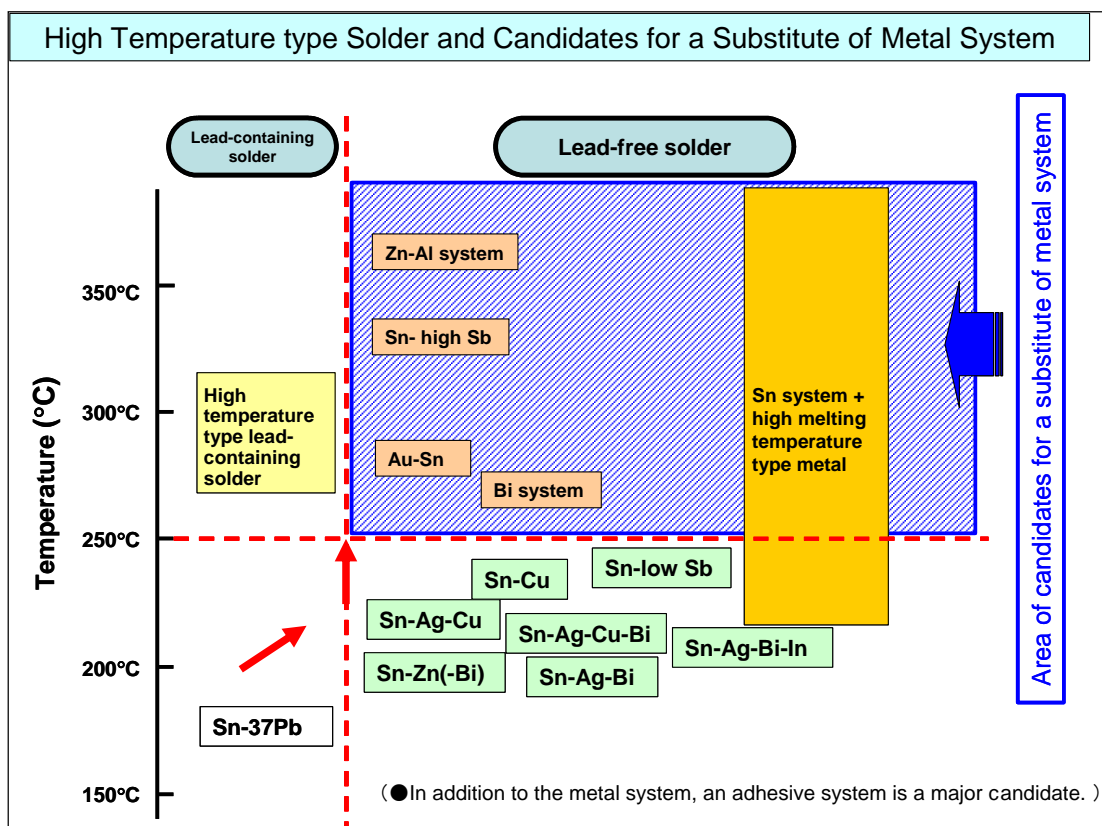 High Temperature type Solder and Candidates for a Substitute of Metal System
Lead-containing
solder
Lead-free solder
Area of candidates for a substitute of metal system
Temperature (°C)
350°C
300°C
250°C
200°C
150°C
Zn-Al system
Sn- high Sb
High
temperature
type lead-
containing
solder
Au-Sn
Bi system
Sn system +
high melting
temperature
type metal
Sn-Cu
Sn-low Sb
Sn-Ag-Cu
Sn-Ag-Cu-Bi
Sn-Ag-Bi-In
Sn-Zn(-Bi)
Sn-Ag-Bi
Sn-37Pb
（●In addition to the metal system, an adhesive system is a major candidate. ）